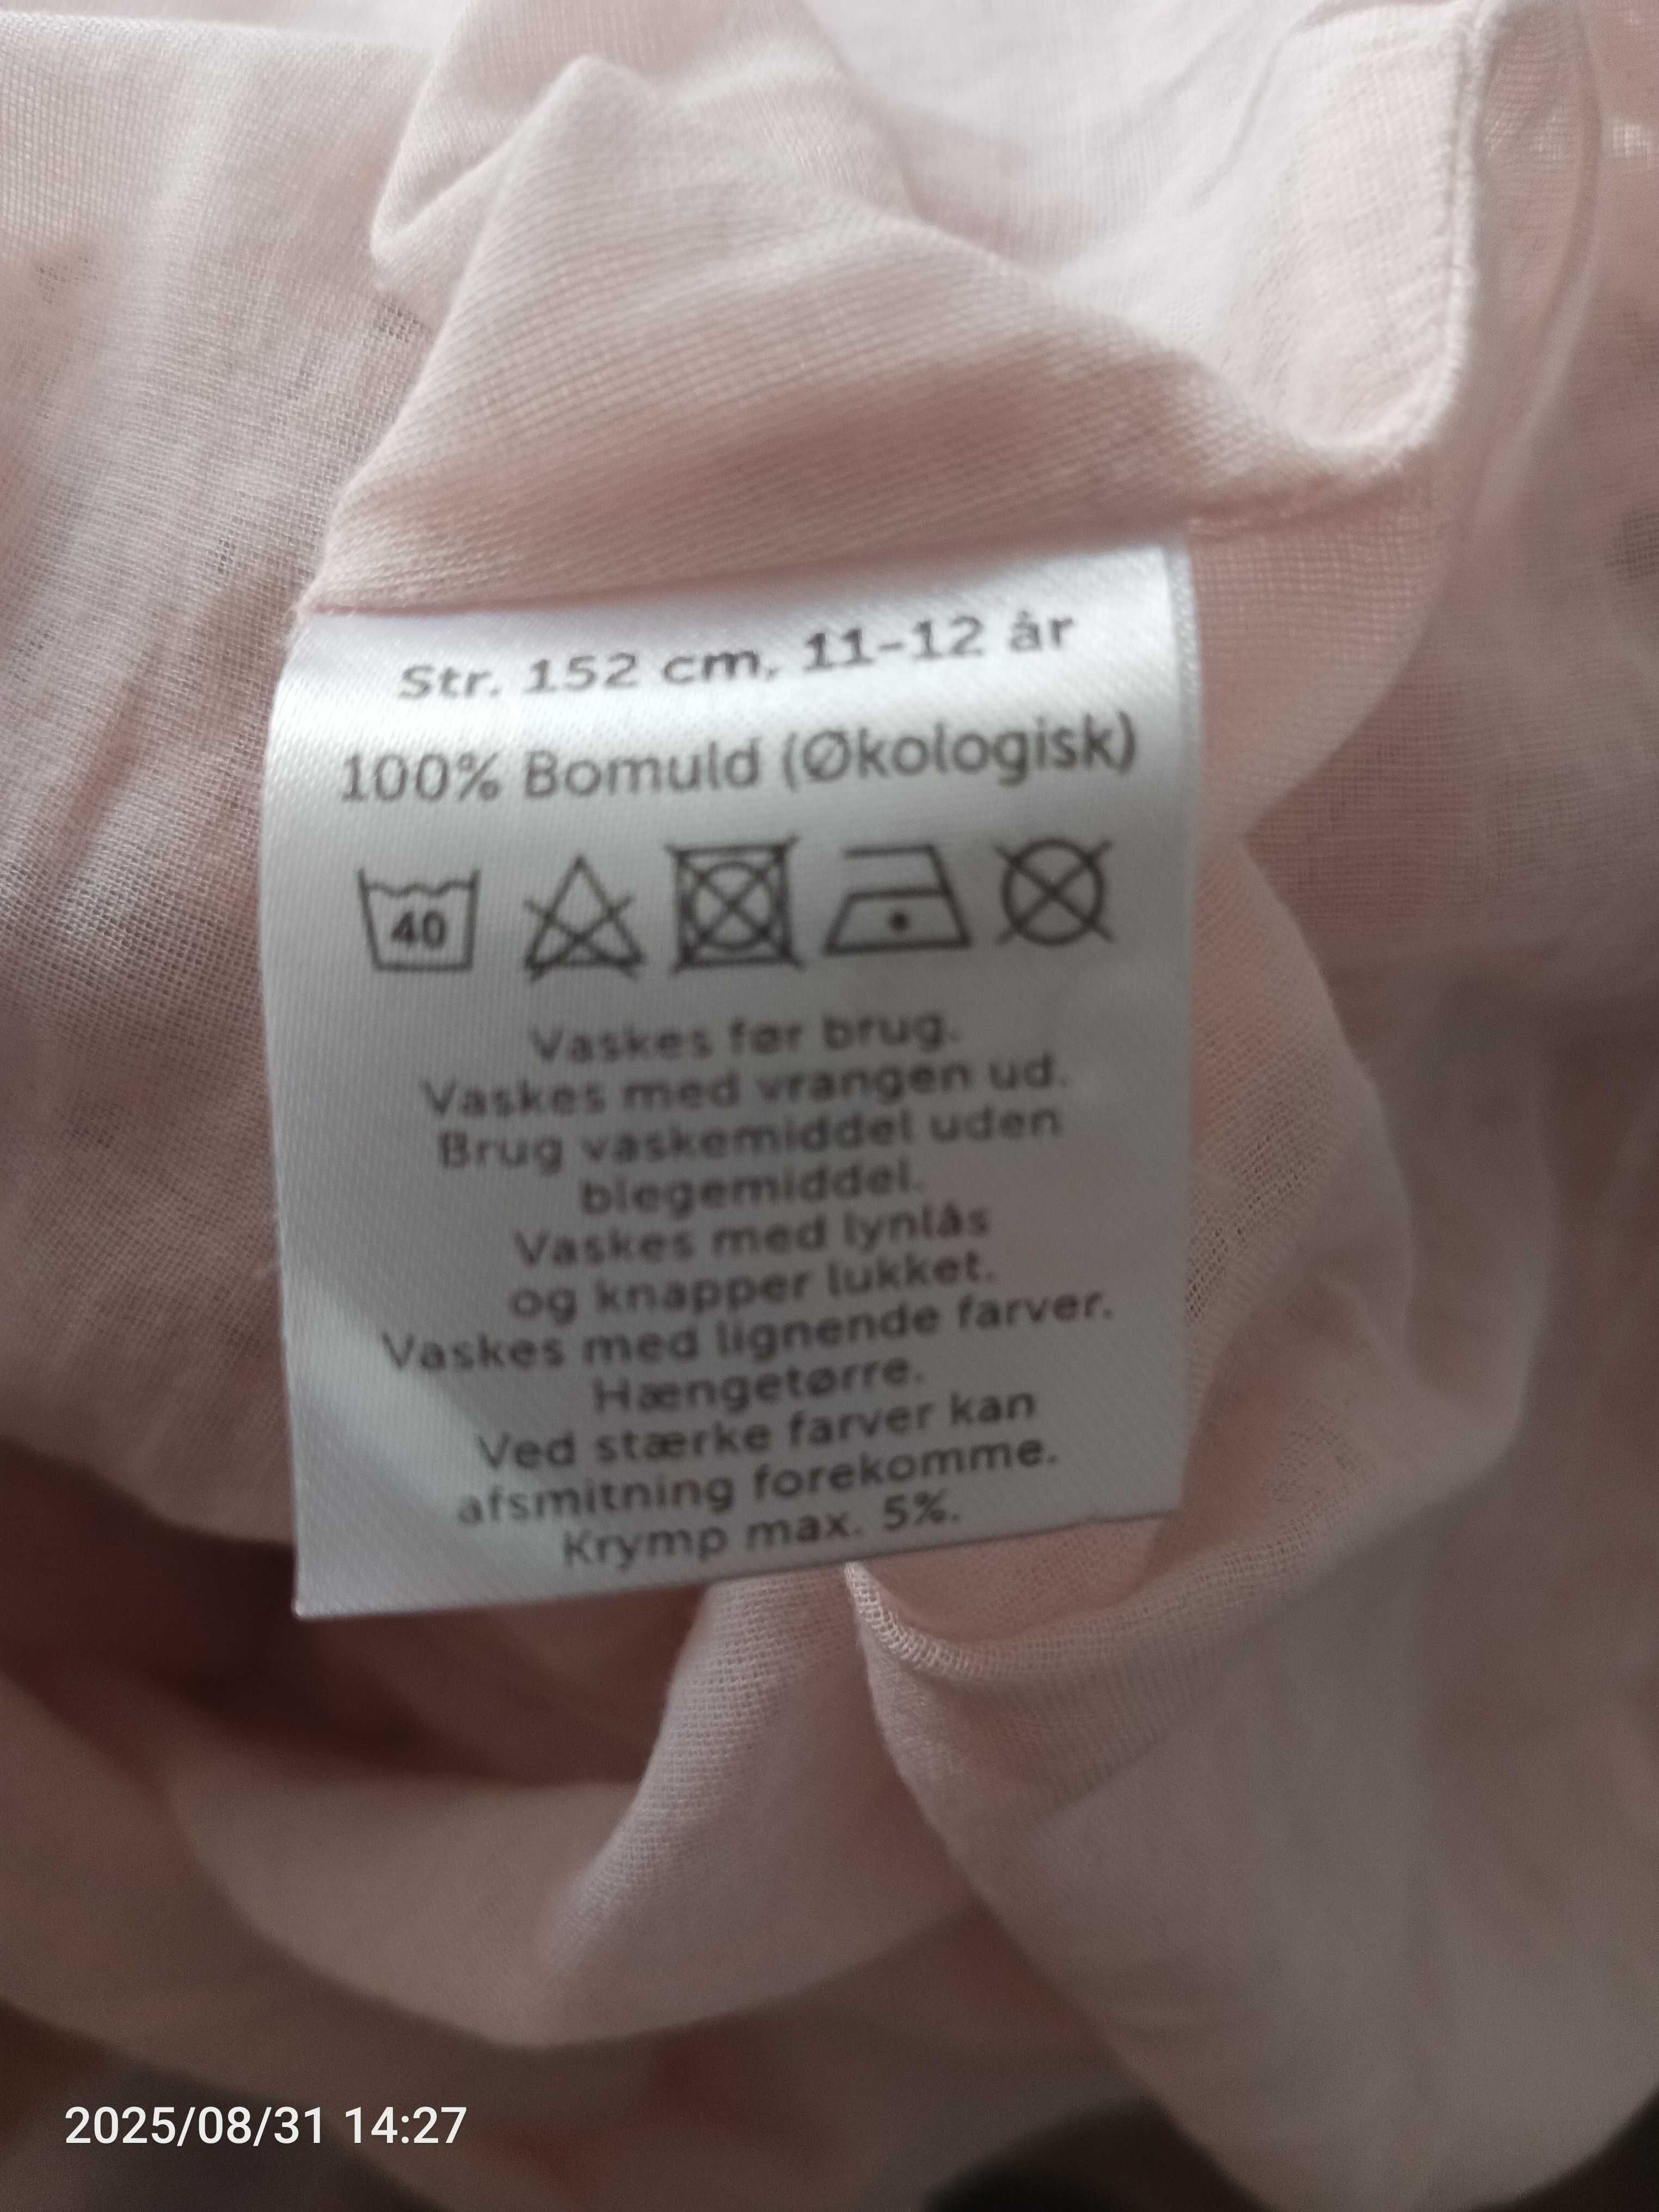 Str. 152 cm, 11-12 år
100% Bomuld (Økologisk)
40
Vaskes før brug.
Vaskes med vrangen ud.
Brug vaskemiddel uden
blegemiddel.
Vaskes med lynlås
og knapper lukket.
Vaskes med lignende farver.
Hængetørre.
Ved stærke farver kan
afsmitning forekomme.
Krymp max. 5%.
2025/08/31 14:27